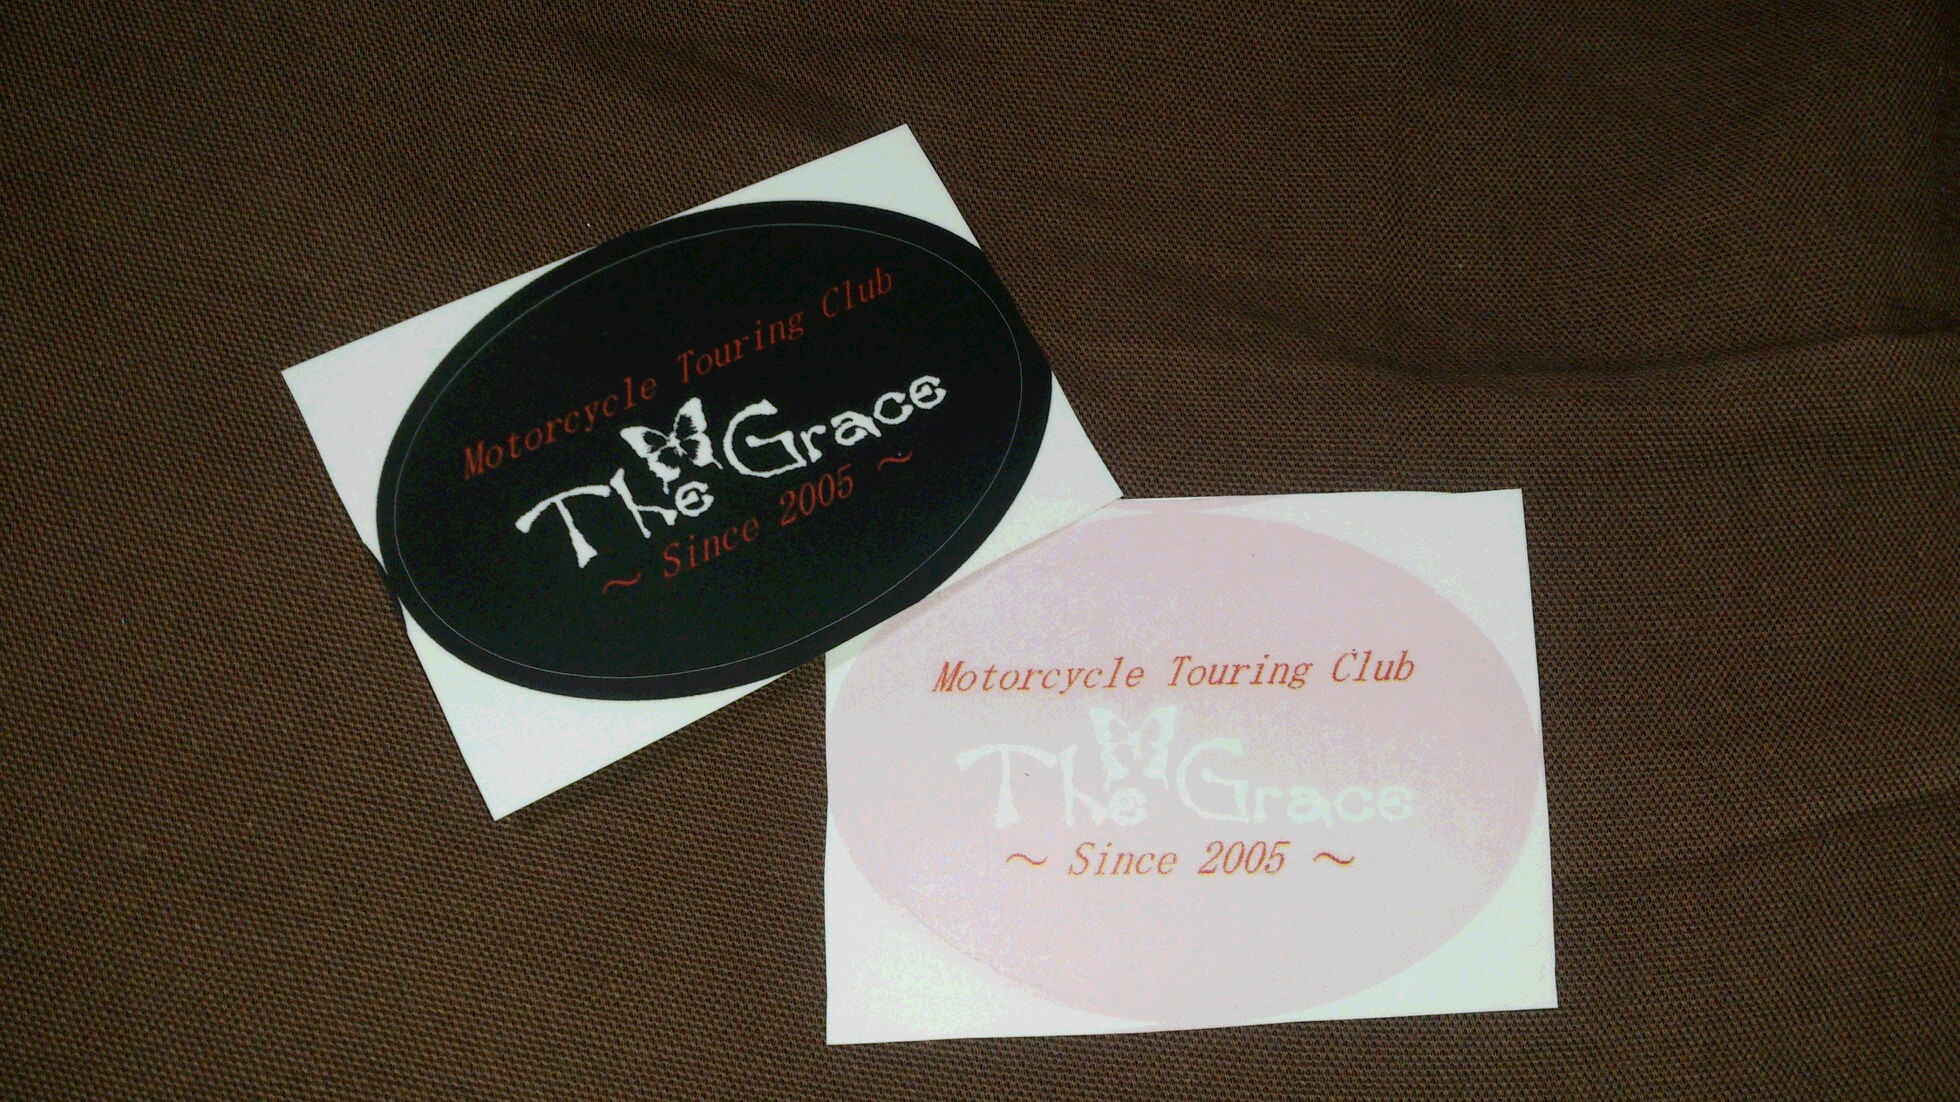 Motorcycle Touring Club
The Grace
～ Since 2005 ～
Motorcycle Touring Club
The Grace
～ Since 2005 ～